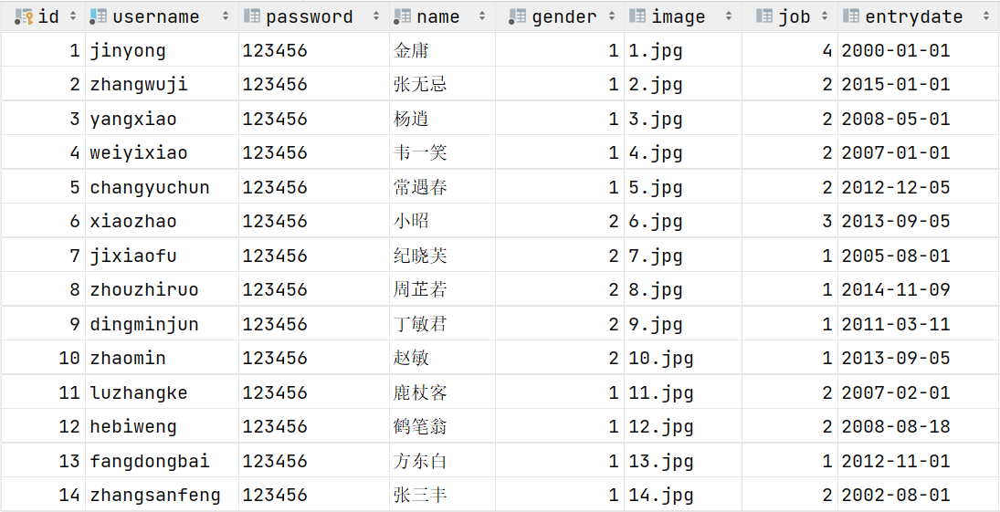 id username password name gender image job entrydate
1 jinyong 123456 金庸 1 1.jpg 4 2000-01-01
2 zhangwuji 123456 张无忌 1 2.jpg 2 2015-01-01
3 yangxiao 123456 杨逍 1 3.jpg 2 2008-05-01
4 weiyixiao 123456 韦一笑 1 4.jpg 2 2007-01-01
5 changyuchun 123456 常遇春 1 5.jpg 2 2012-12-05
6 xiaozhao 123456 小昭 2 6.jpg 3 2013-09-05
7 jixiaofu 123456 纪晓芙 2 7.jpg 1 2005-08-01
8 zhouzhiruo 123456 周芷若 2 8.jpg 1 2014-11-09
9 dingminjun 123456 丁敏君 2 9.jpg 1 2011-03-11
10 zhaomin 123456 赵敏 2 10.jpg 1 2013-09-05
11 luzhangke 123456 鹿杖客 1 11.jpg 2 2007-02-01
12 hebiweng 123456 鹤笔翁 1 12.jpg 2 2008-08-18
13 fangdongbai 123456 方东白 1 13.jpg 1 2012-11-01
14 zhangsanfeng 123456 张三丰 1 14.jpg 2 2002-08-01